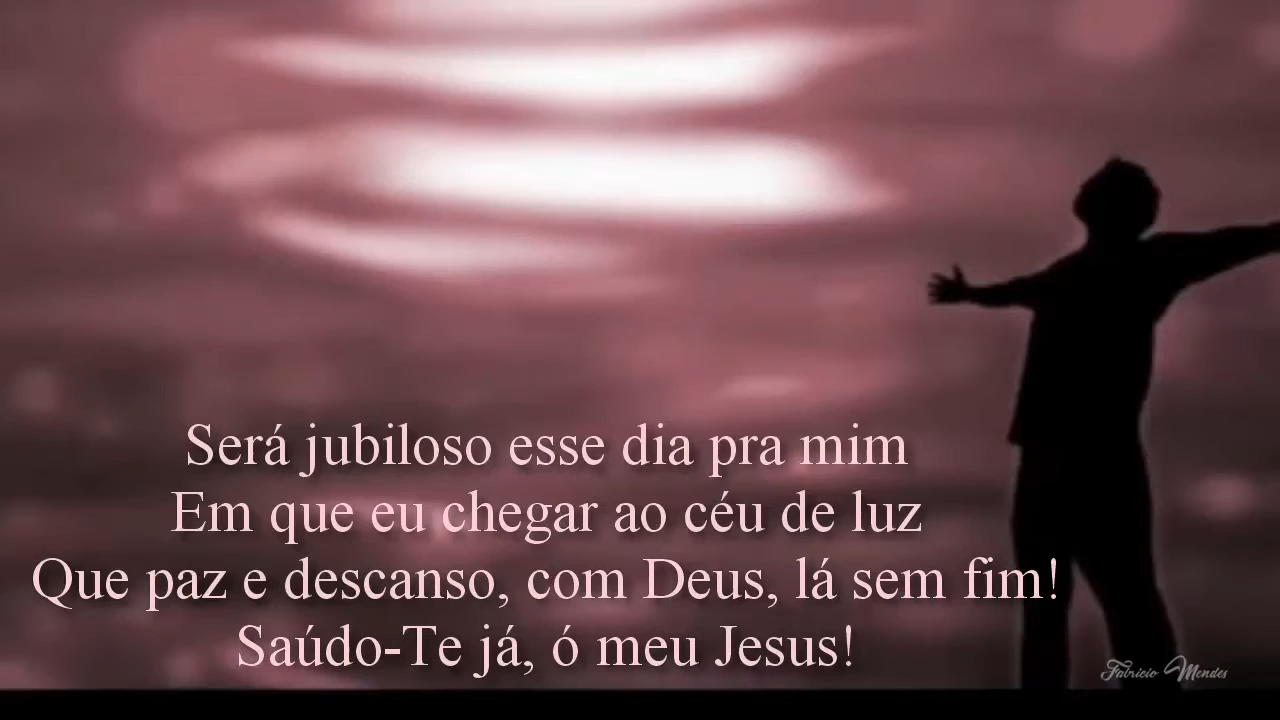 Será jubiloso esse dia pra mim
Em que eu chegar ao céu de luz
Que paz e descanso, com Deus, lá sem fim!
Saúdo-Te já, ó meu Jesus!
Fabricio Mendes